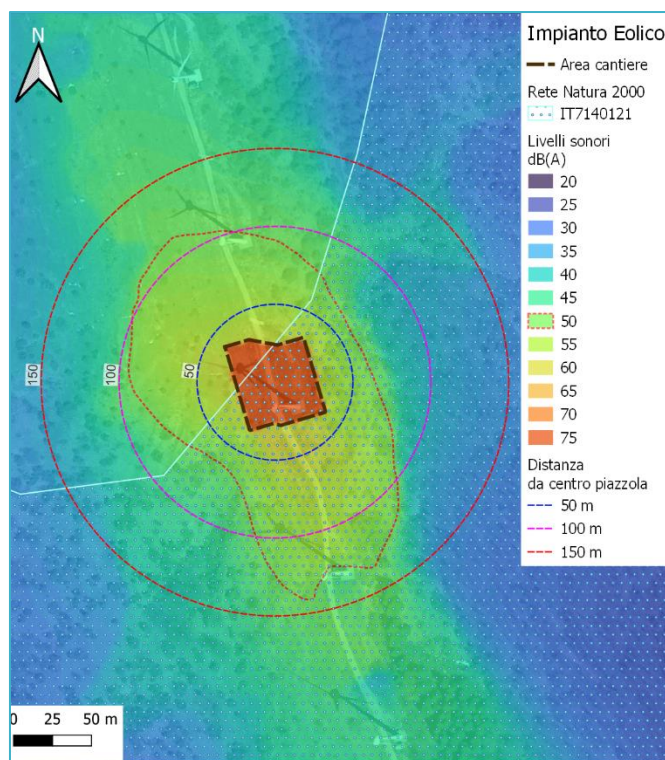 N
Impianto Eolico
Area cantiere
Rete Natura 2000
IT7140121
Livelli sonori
dB(A)
20
25
30
35
40
45
50
55
60
65
70
75
Distanza
da centro piazzola
50 m
100 m
150 m
150
100
50
0 25 50 m